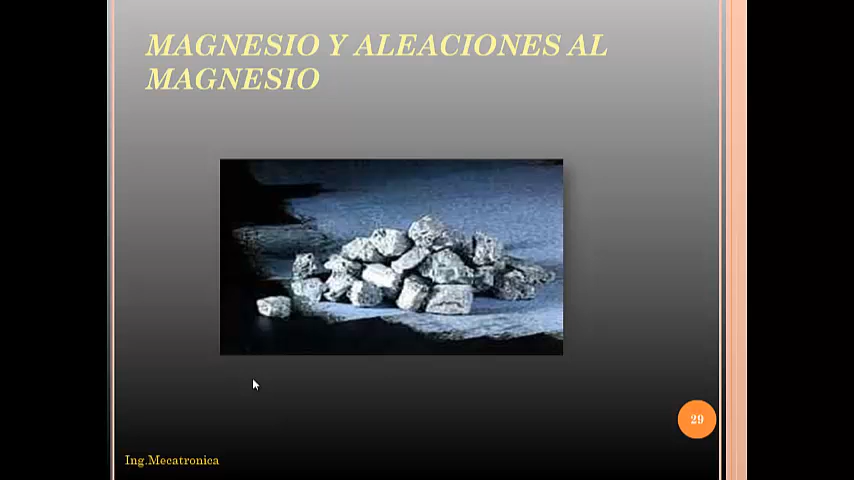 MAGNESIO Y ALEACIONES AL
MAGNESIO
29
Ing.Mecatronica